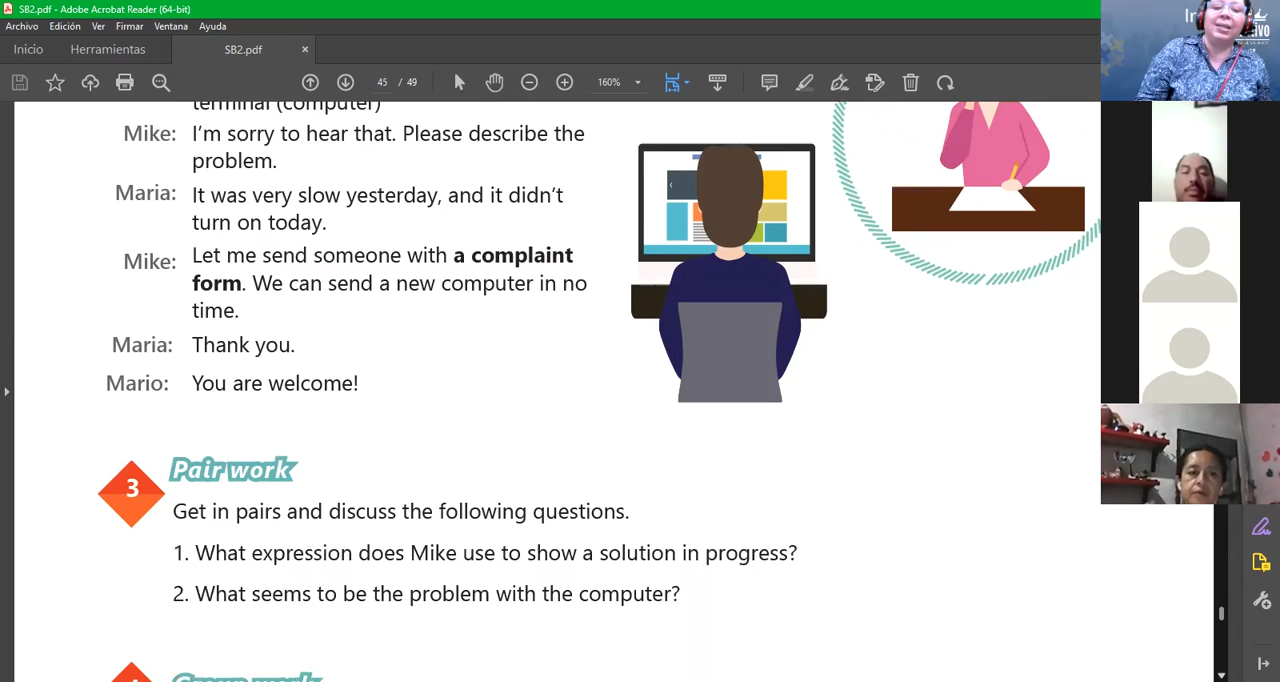 SB2.pdf - Adobe Acrobat Reader (64-bit)
Archivo Edición Ver Firmar Ventana Ayuda
Inicio Herramientas SB2.pdf ×
45 / 49 160%
terminal (computer)
Mike: I'm sorry to hear that. Please describe the
problem.
Maria: It was very slow yesterday, and it didn't
turn on today.
Mike: Let me send someone with a complaint
form. We can send a new computer in no
time.
Maria: Thank you.
Mario: You are welcome!
3 Pair work
Get in pairs and discuss the following questions.
1. What expression does Mike use to show a solution in progress?
2. What seems to be the problem with the computer?